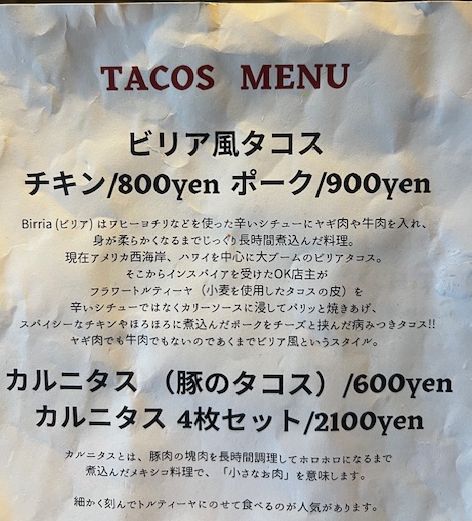 TACOS MENU
ビリア風タコス
チキン/800yen ポーク/900yen
Birria (ビリア) はワヒーヨチリなどを使った辛いシチューにヤギ肉や牛肉を入れ、
身が柔らかくなるまでじっくり長時間煮込んだ料理。
現在アメリカ西海岸、ハワイを中心に大ブームのビリアタコス。
そこからインスパイアを受けたOK店主が
フラワートルティーヤ（小麦を使用したタコスの皮）を
辛いシチューではなくカリーソースに浸してパリッと焼きあげ、
スパイシーなチキンやほろほろに煮込んだポークをチーズと挟んだ病みつきタコス!!
ヤギ肉でも牛肉でもないのであくまでビリア風というスタイル。
カルニタス （豚のタコス）/600yen
カルニタス 4枚セット/2100yen
カルニタスとは、豚肉の塊肉を長時間調理してホロホロになるまで
煮込んだメキシコ料理で、「小さなお肉」を意味します。
細かく刻んでトルティーヤにのせて食べるのが人気があります。